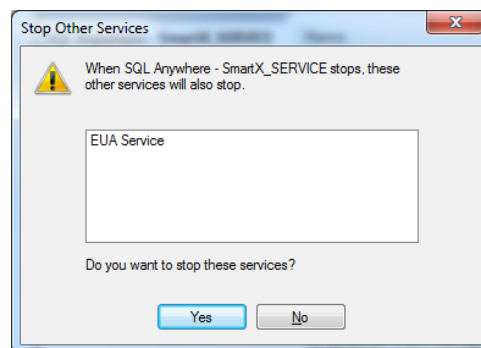 Stop Other Services
When SQL Anywhere - SmartX_SERVICE stops, these
other services will also stop.
EUA Service
Do you want to stop these services?
Yes
No